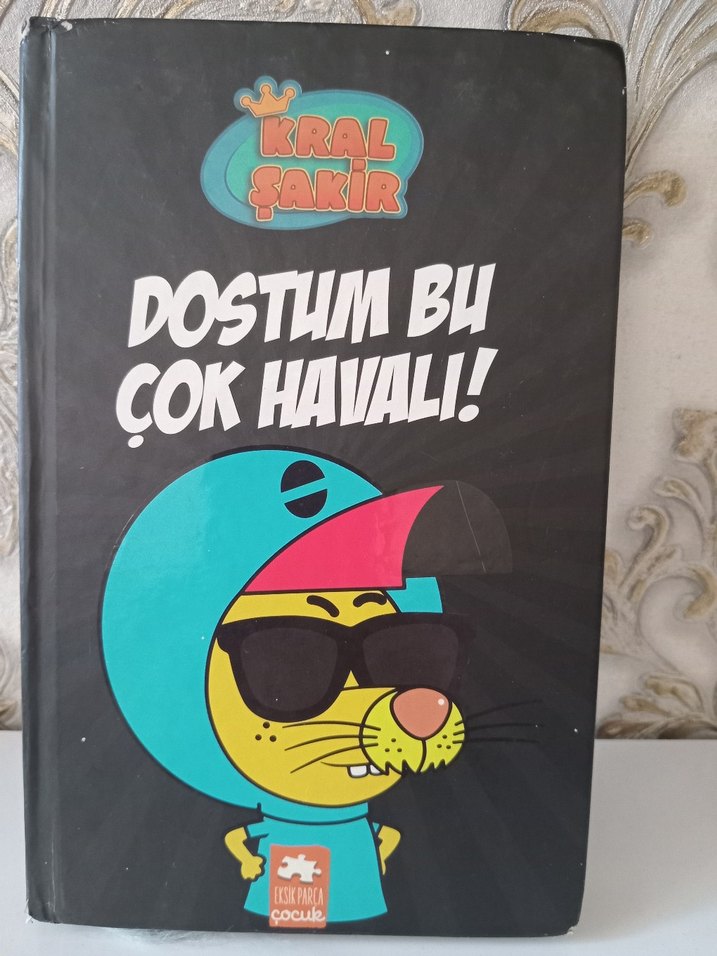 KRAL
ŞAKİR
DOSTUM BU
ÇOK HAVALI!
EKSİK PARÇA
çocuk